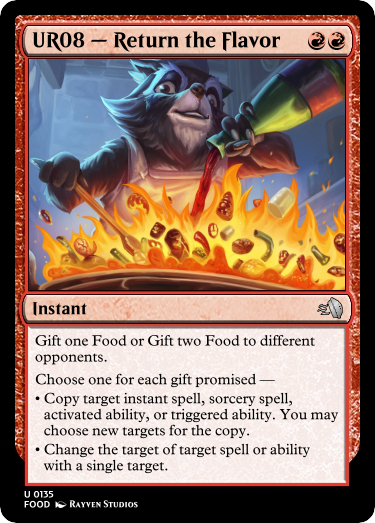 UR08 — Return the Flavor
Instant
Gift one Food or Gift two Food to different
opponents.
Choose one for each gift promised —
• Copy target instant spell, sorcery spell,
activated ability, or triggered ability. You may
choose new targets for the copy.
• Change the target of target spell or ability
with a single target.
U 0135
FOOD Rayven Studios